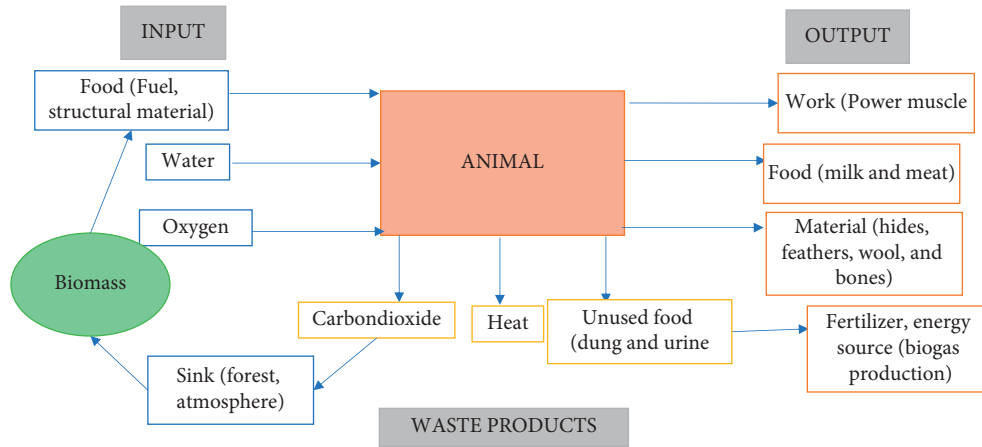 INPUT
OUTPUT
Food (Fuel,
structural material)
Water
Oxygen
Biomass
ANIMAL
Work (Power muscle
Food (milk and meat)
Material (hides,
feathers, wool, and
bones)
Carbondioxide
Heat
Unused food
(dung and urine
Fertilizer, energy
source (biogas
production)
Sink (forest,
atmosphere)
WASTE PRODUCTS